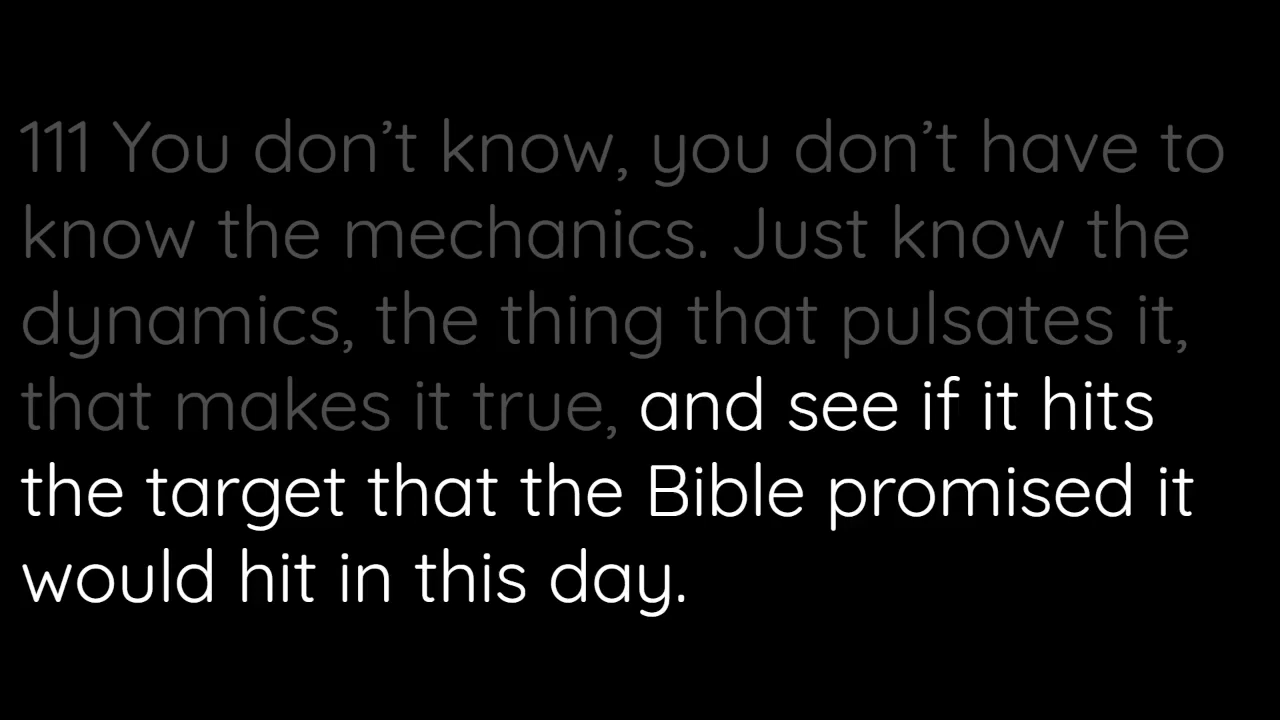 111 You don’t know, you don’t have to
know the mechanics. Just know the
dynamics, the thing that pulsates it,
that makes it true, and see if it hits
the target that the Bible promised it
would hit in this day.